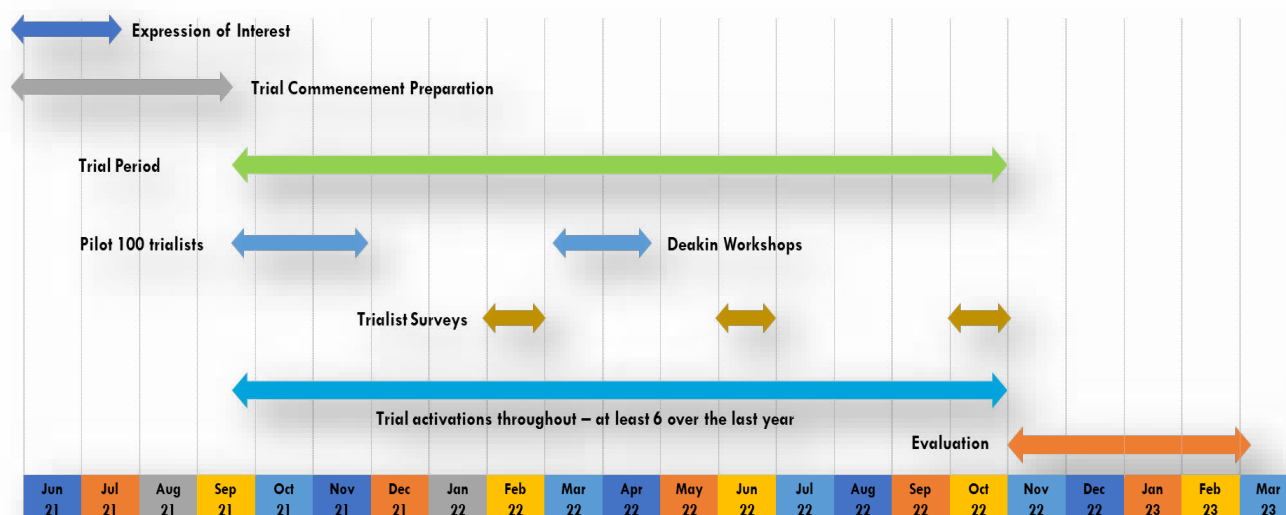 Expression of Interest
Trial Commencement Preparation
Trial Period
Pilot 100 trialists
Deakin Workshops
Trialist Surveys
Trial activations throughout – at least 6 over the last year
Evaluation
Jun Jul Aug Sep Oct Nov Dec Jan Feb Mar Apr May Jun Jul Aug Sep Oct Nov Dec Jan Feb Mar
21 21 21 21 21 21 21 22 22 22 22 22 22 22 22 22 22 22 22 23 23 23